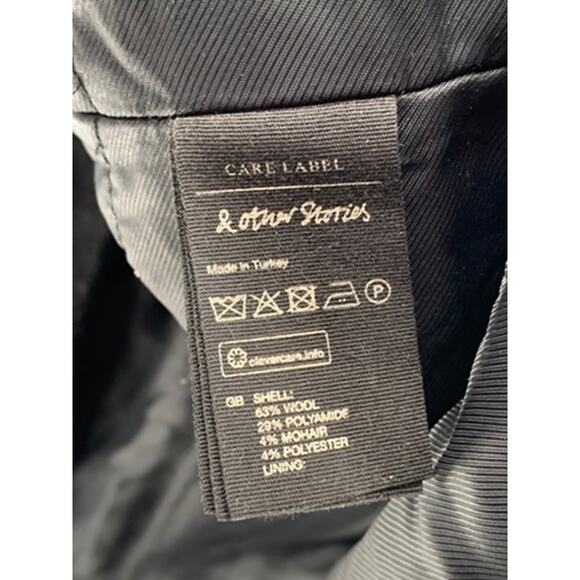 CARE LABEL
& other Stories
Made in Turkey
P
clevercare.info
GB SHELL:
63% WOOL
29% POLYAMIDE
4% MOHAIR
4% POLYESTER
LINING: